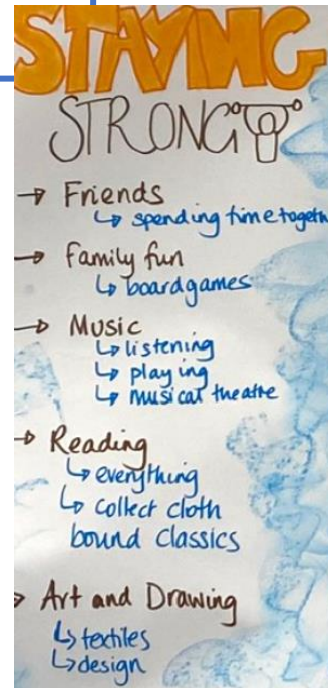 STAYING
STRONG
→ Friends
↳ spending time togeth
→ family fun
↳ boardgames
→ Music
↳ listening
↳ playing
↳ musical theatre
→ Reading
↳ everything
↳ collect cloth
bound classics
→ Art and Drawing
↳ textiles
↳ design